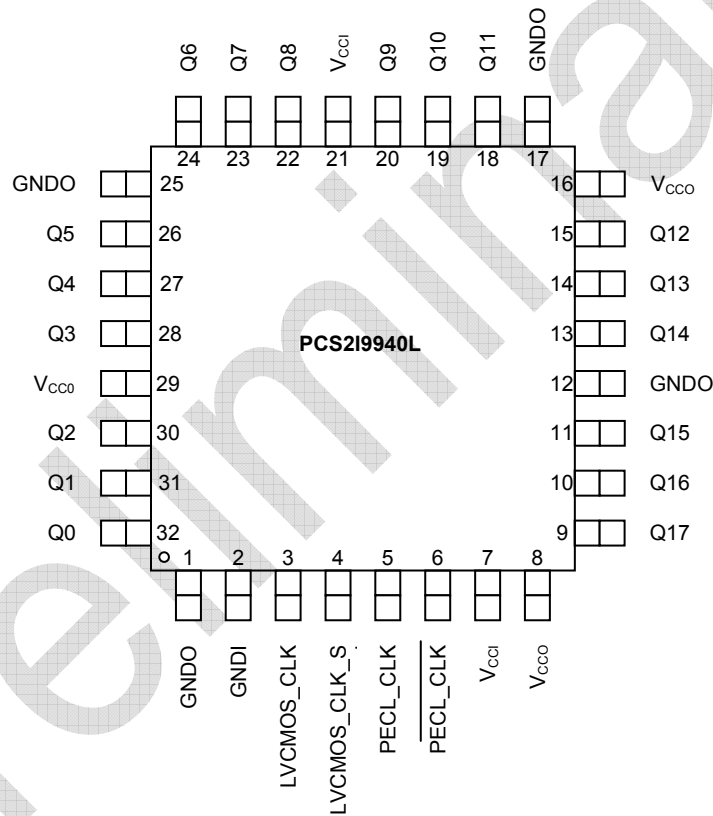 Q6 Q7 Q8 VCCI Q9 Q10 Q11 GNDO
24 23 22 21 20 19 18 17
GNDO 25 16 VCCO
Q5 26 15 Q12
Q4 27 14 Q13
Q3 28 13 Q14
PCS2I9940L
VCC0 29 12 GNDO
Q2 30 11 Q15
Q1 31 10 Q16
Q0 32 9 Q17
1 2 3 4 5 6 7 8
GNDO GNDI LVCMOS_CLK LVCMOS_CLK_S PECL_CLK PECL_CLK VCCI VCCO